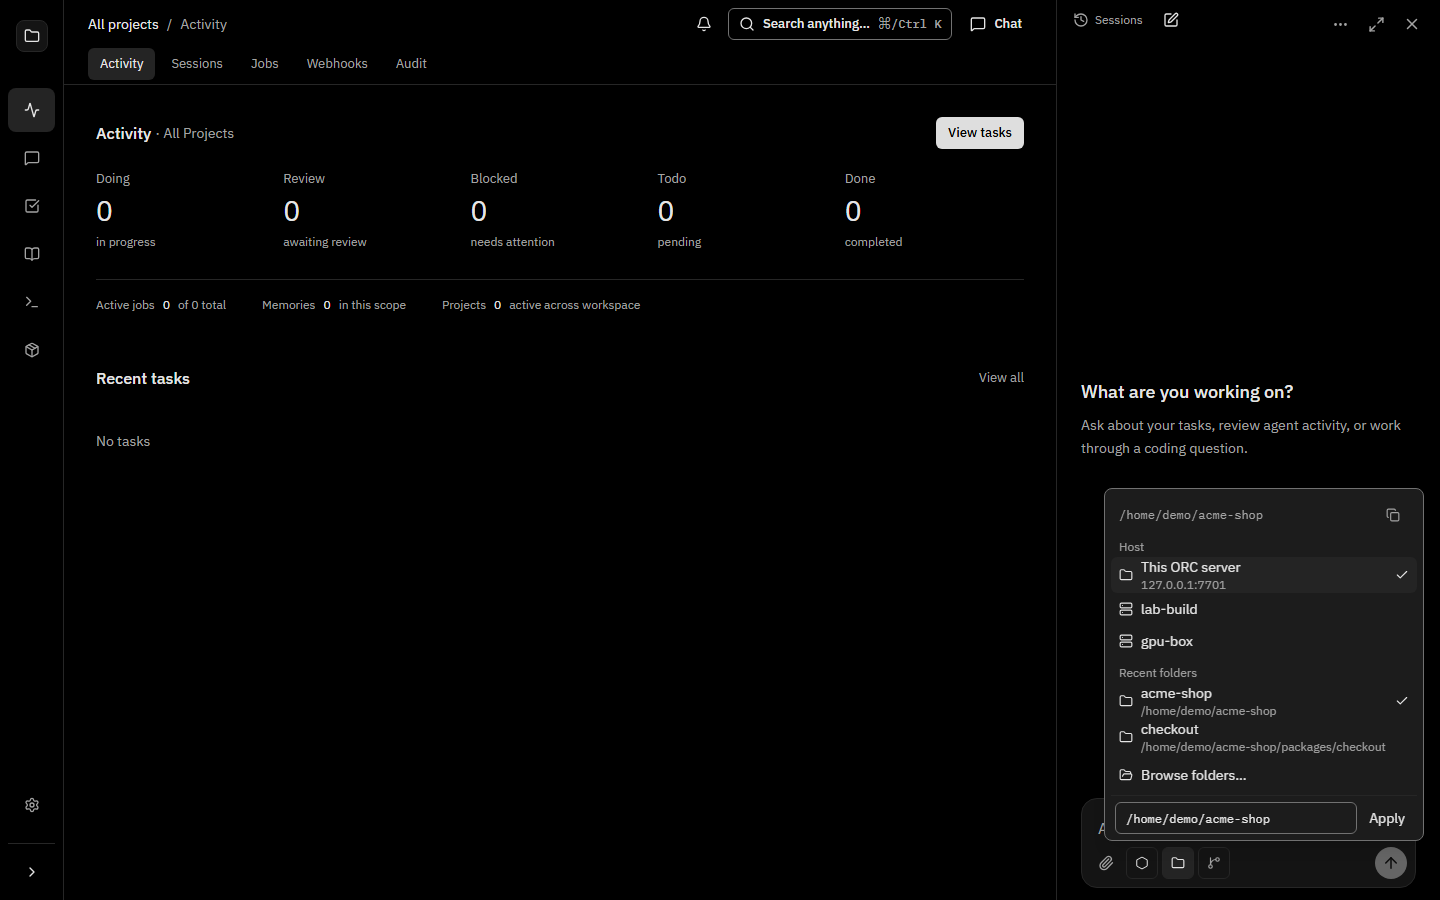 All projects / Activity
Search anything... ⌘/Ctrl K
Chat
Activity
Sessions
Jobs
Webhooks
Audit
Activity · All Projects
View tasks
Doing
0
in progress
Review
0
awaiting review
Blocked
0
needs attention
Todo
0
pending
Done
0
completed
Active jobs 0 of 0 total
Memories 0 in this scope
Projects 0 active across workspace
Recent tasks
View all
No tasks
Sessions
What are you working on?
Ask about your tasks, review agent activity, or work
through a coding question.
/home/demo/acme-shop
Host
This ORC server
127.0.0.1:7701
lab-build
gpu-box
Recent folders
acme-shop
/home/demo/acme-shop
checkout
/home/demo/acme-shop/packages/checkout
Browse folders...
/home/demo/acme-shop
Apply